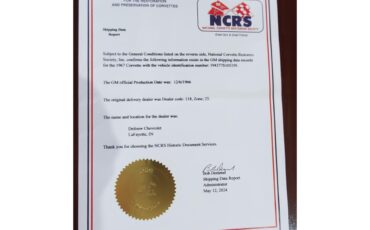 FOR THE RESTORATION
AND PRESERVATION OF CORVETTES
NCRS
NATIONAL CORVETTE RESTORERS SOCIETY
Shipping Data
Report
Subject to the General Conditions listed on the reverse side, National Corvette Restorers
Society, Inc. confirms the following information exists in the GM shipping data records
for the 1967 Corvette with the vehicle identification number:
The GM official Production Date was: 12/6/1966
The original delivery dealer was Dealer: 158, Zone: 21
The name and location for the dealer was:
Chevrolet
LaFayette, IN
Thank you for choosing the NCRS Historic Document Services.
Shipping Data Report
Administrator
May 12, 2024